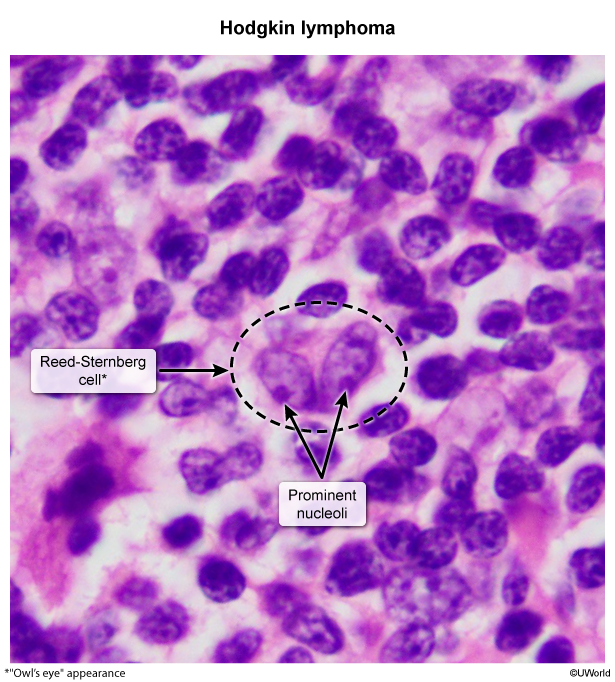 Hodgkin lymphoma
Reed-Sternberg
cell*
Prominent
nucleoli
*"Owl's eye" appearance
©UWorld